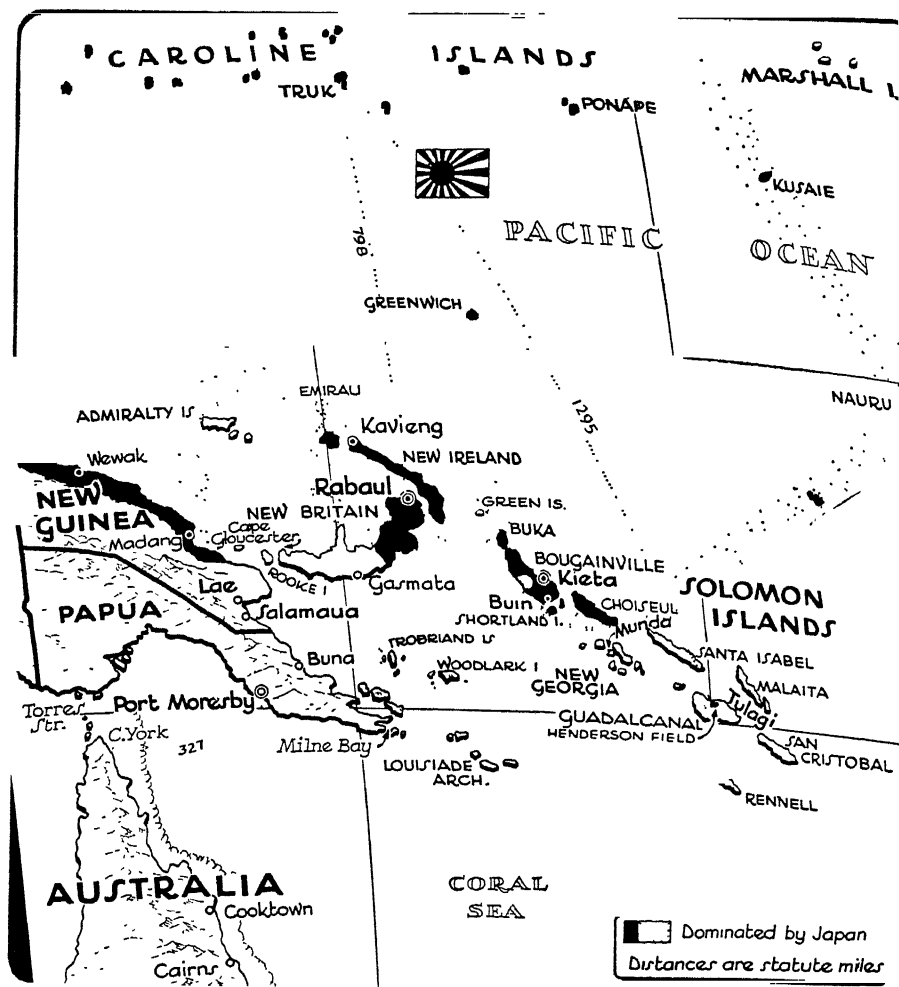 CAROLINE ISLANDS
MARSHALL I
TRUK
PONAPE
KUSAIE
PACIFIC OCEAN
798
GREENWICH
1295
NAURU
EMIRAU
ADMIRALTY IS
Kavieng
Wewak
NEW IRELAND
NEW
GUINEA
Rabaul
NEW BRITAIN
GREEN IS.
Madang
Cape
Gloucester
BUKA
BOUGAINVILLE
Kieta
ROOKE I
Gasmata
Lae
Salamaua
PAPUA
Buin
SHORTLAND I.
CHOISEUL
Munda
SOLOMON
ISLANDS
TROBRIAND IS
WOODLARK I
Buna
SANTA ISABEL
NEW
GEORGIA
MALAITA
Port Moresby
Torres
Str.
C.York
327
Milne Bay
GUADALCANAL
HENDERSON FIELD
Tulagi
SAN
CRISTOBAL
LOUISIADE
ARCH.
RENNELL
AUSTRALIA
Cooktown
Cairns
CORAL
SEA
Dominated by Japan
Distances are statute miles